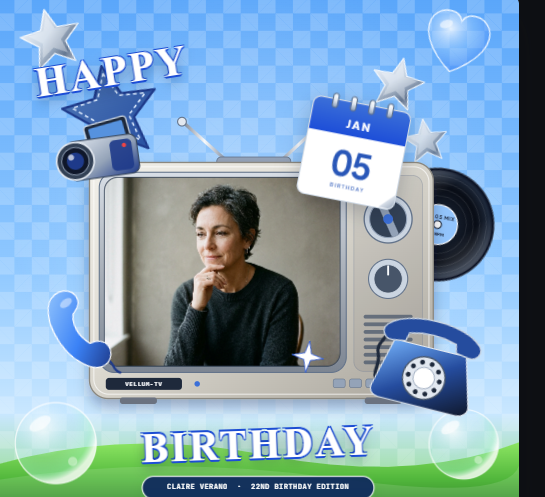 HAPPY
JAN
05
BIRTHDAY
VELLUM-TV
BIRTHDAY
CLAIRE VERANO - 22ND BIRTHDAY EDITION